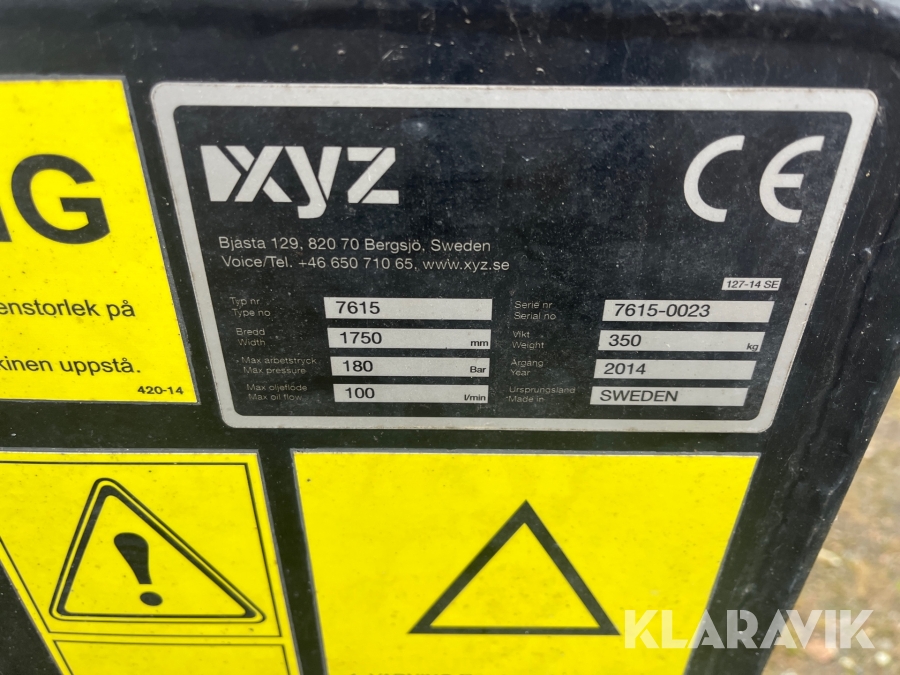 NG
enstorlek på
kinen uppstå.
420-14
xyz
CE
Bjåsta 129, 820 70 Bergsjö, Sweden
Voice/Tel. +46 650 710 65, www.xyz.se
127-14 SE
Typ nr. 7615 Serie nr 7615-0023
Type no Serial no
Bredd 1750 mm Vikt 350 kg
Width Weight
Max arbetstryck 180 Bar Årgång 2014
Max pressure Year
Max oljeflöde 100 l/min Ursprungsland SWEDEN
Max oil flow Made in
KLARAVIK